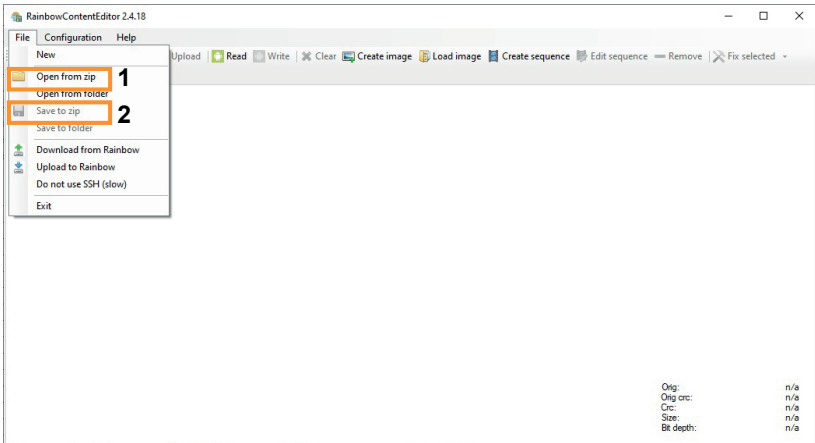 RainbowContentEditor 2.4.18
File Configuration Help
Upload Read Write Clear Create image Load image Create sequence Edit sequence Remove Fix selected
New
Open from zip 1
Open from folder
Save to zip 2
Save to folder
Download from Rainbow
Upload to Rainbow
Do not use SSH (slow)
Exit
Orig: n/a
Orig crc: n/a
Crc: n/a
Size: n/a
Bit depth: n/a